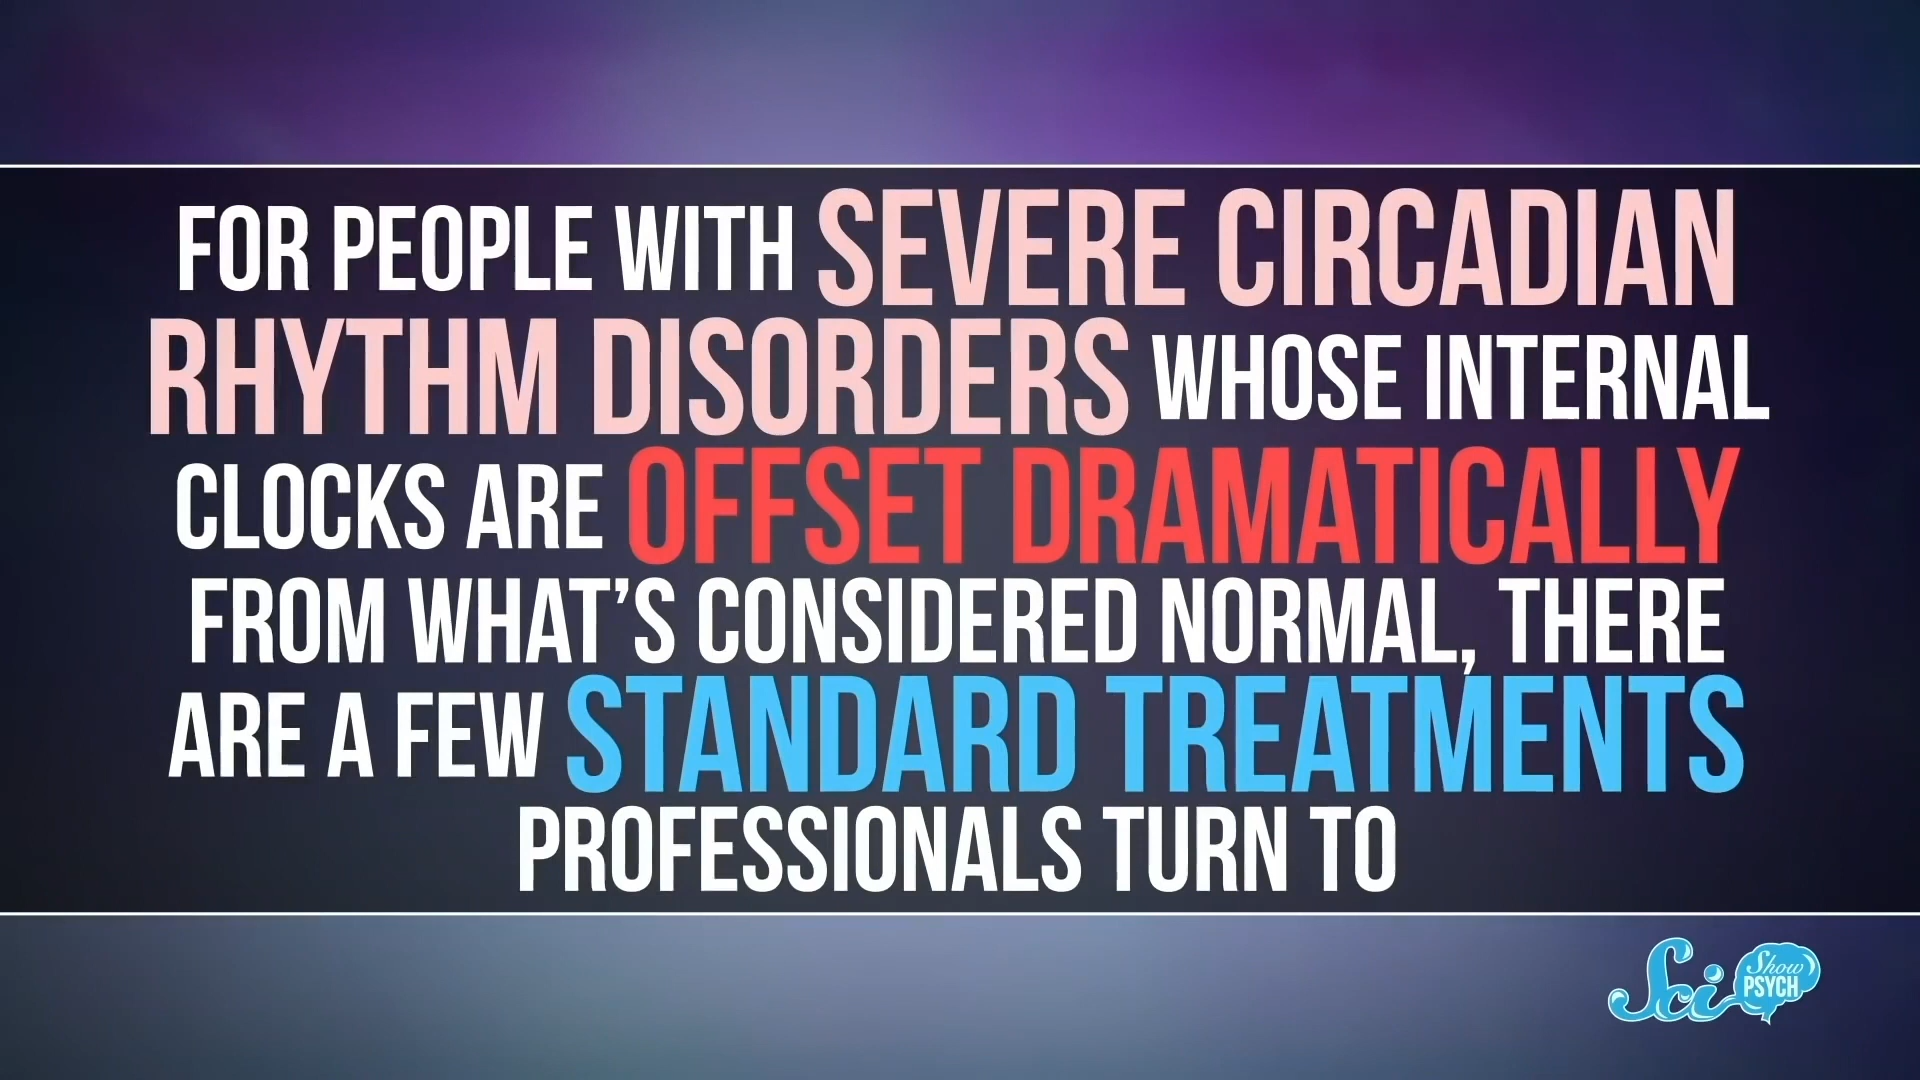 FOR PEOPLE WITH SEVERE CIRCADIAN
RHYTHM DISORDERS WHOSE INTERNAL
CLOCKS ARE OFFSET DRAMATICALLY
FROM WHAT'S CONSIDERED NORMAL, THERE
ARE A FEW STANDARD TREATMENTS
PROFESSIONALS TURN TO
Sci Show
PSYCH